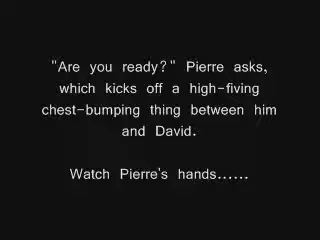 "Are you ready?" Pierre asks,
which kicks off a high-fiving
chest-bumping thing between him
and David.
Watch Pierre's hands......